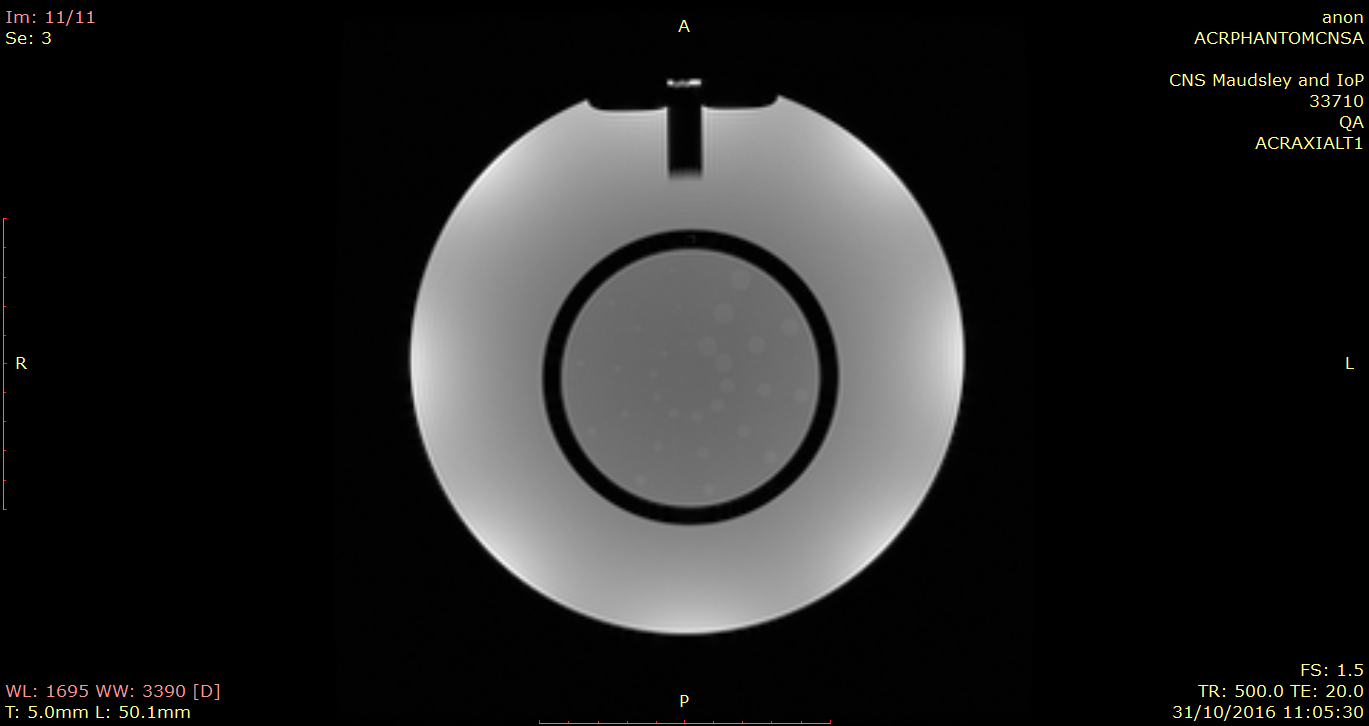 Im: 11/11
Se: 3
A
anon
ACRPHANTOMCNSA
CNS Maudsley and IoP
33710
QA
ACRAXIALT1
R
L
WL: 1695 WW: 3390 [D]
T: 5.0mm L: 50.1mm
P
FS: 1.5
TR: 500.0 TE: 20.0
31/10/2016 11:05:30